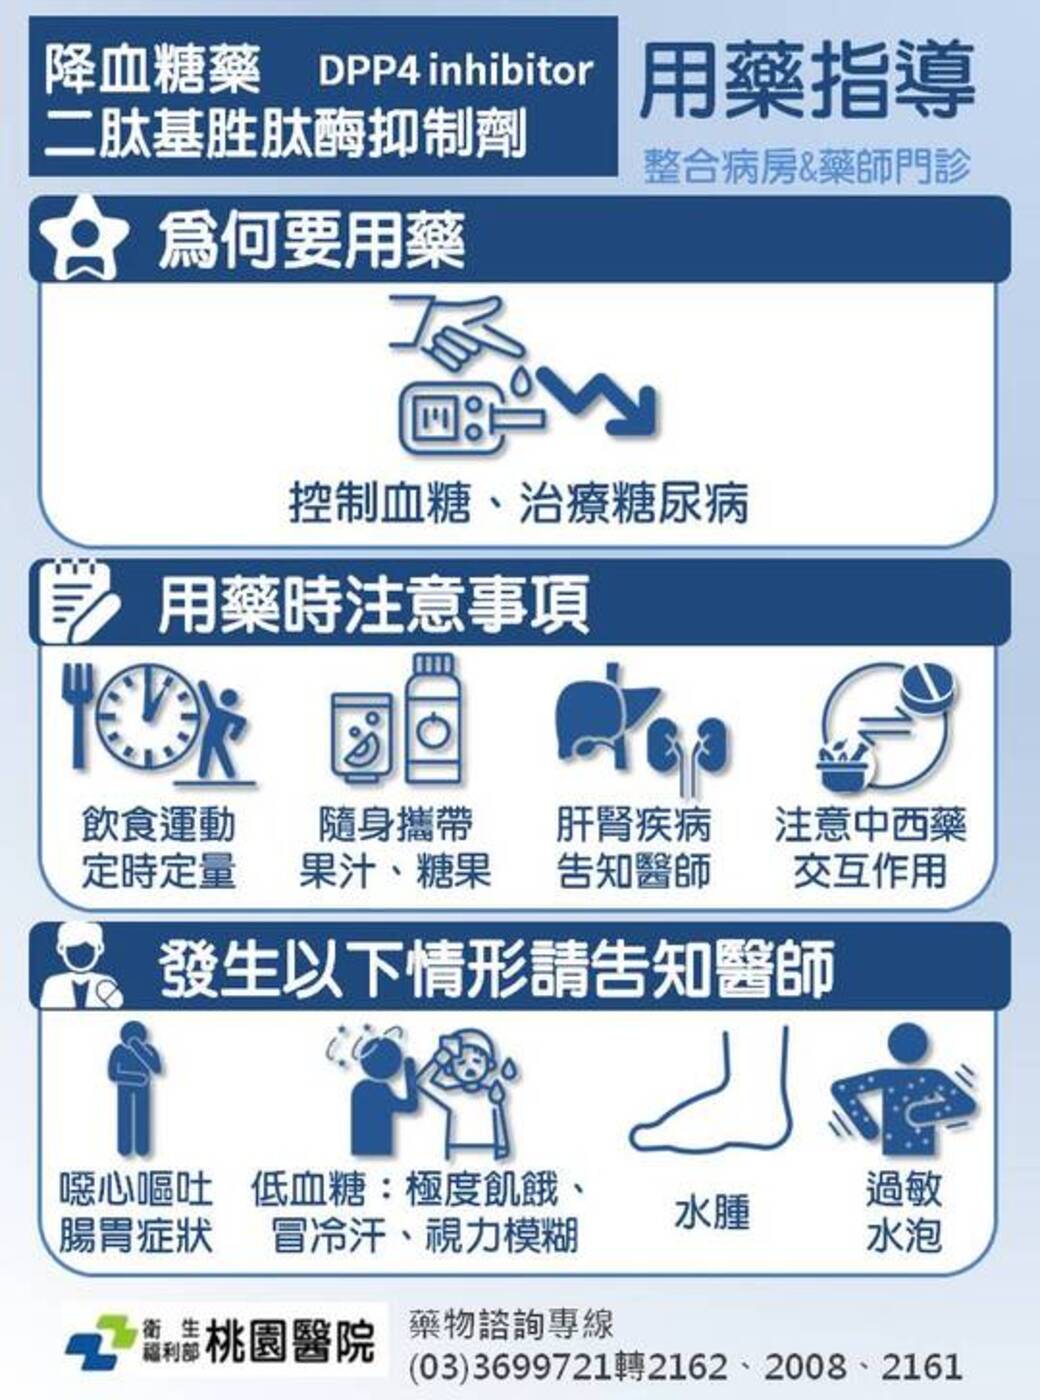 降血糖藥 DPP4 inhibitor
二肽基胜肽酶抑制劑
用藥指導
整合病房&藥師門診
為何要用藥
控制血糖、治療糖尿病
用藥時注意事項
飲食運動
定時定量
隨身攜帶
果汁、糖果
肝腎疾病
告知醫師
注意中西藥
交互作用
發生以下情形請告知醫師
噁心嘔吐
腸胃症狀
低血糖：極度飢餓、
冒冷汗、視力模糊
水腫
過敏
水泡
衛生
福利部
桃園醫院
藥物諮詢專線
(03)3699721轉2162、2008、2161